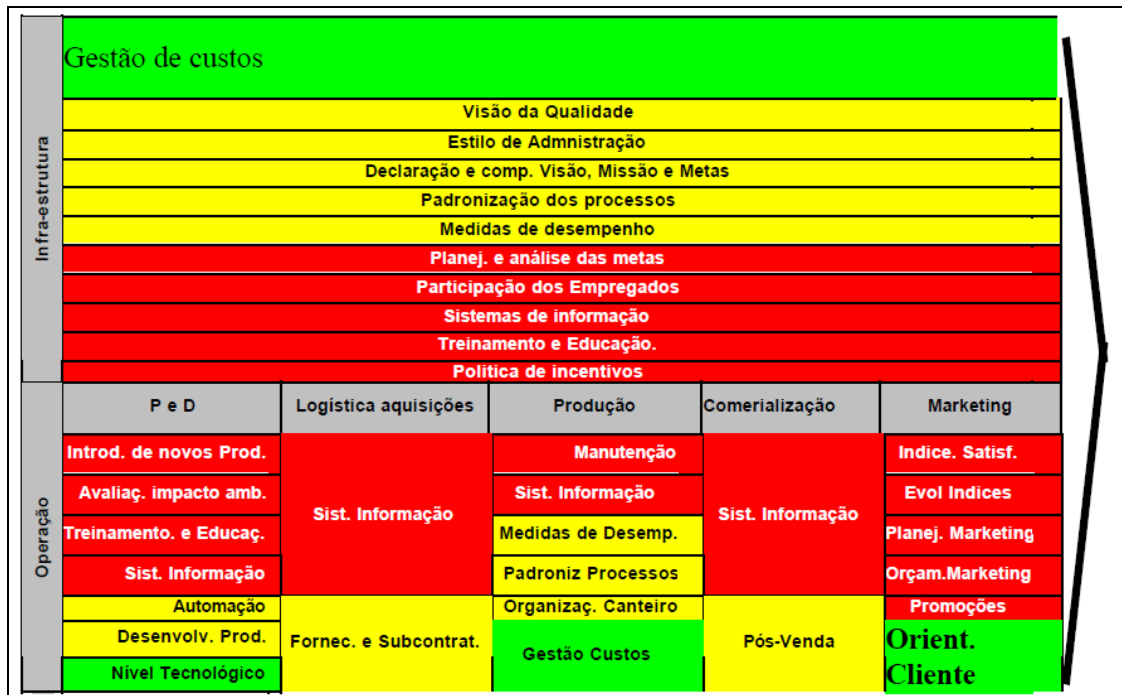 Infra-estrutura
Gestão de custos
Visão da Qualidade
Estilo de Admnistração
Declaração e comp. Visão, Missão e Metas
Padronização dos processos
Medidas de desempenho
Planej. e análise das metas
Participação dos Empregados
Sistemas de informação
Treinamento e Educação.
Politica de incentivos
Operação
P e D
Logística aquisições
Produção
Comerialização
Marketing
Introd. de novos Prod.
Avaliaç. impacto amb.
Treinamento. e Educaç.
Sist. Informação
Automação
Desenvolv. Prod.
Nível Tecnológico
Sist. Informação
Fornec. e Subcontrat.
Manutenção
Sist. Informação
Medidas de Desemp.
Padroniz Processos
Organizaç. Canteiro
Gestão Custos
Sist. Informação
Pós-Venda
Indice. Satisf.
Evol Indices
Planej. Marketing
Orçam.Marketing
Promoções
Orient.
Cliente